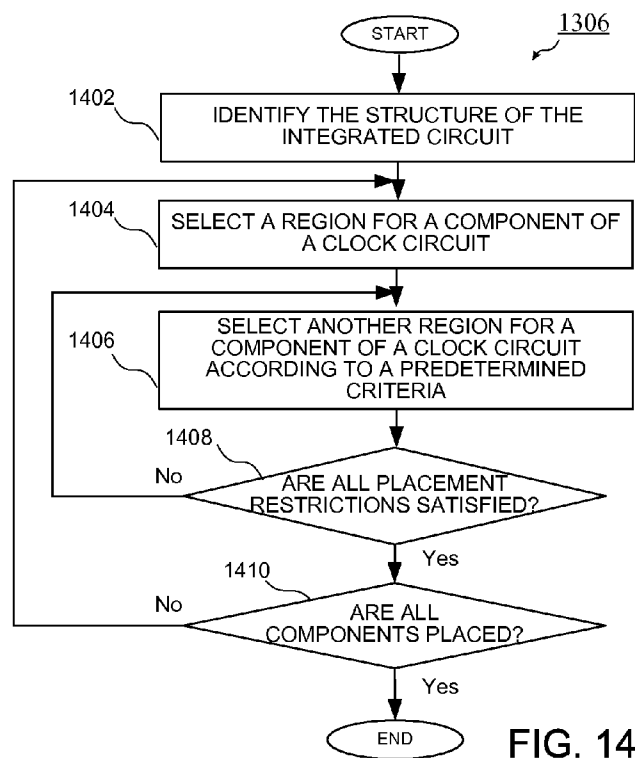 START
1306
1402
IDENTIFY THE STRUCTURE OF THE
INTEGRATED CIRCUIT
1404
SELECT A REGION FOR A COMPONENT OF
A CLOCK CIRCUIT
1406
SELECT ANOTHER REGION FOR A
COMPONENT OF A CLOCK CIRCUIT
ACCORDING TO A PREDETERMINED
CRITERIA
1408
No
ARE ALL PLACEMENT
RESTRICTIONS SATISFIED?
Yes
1410
No
ARE ALL
COMPONENTS PLACED?
Yes
END
FIG. 14